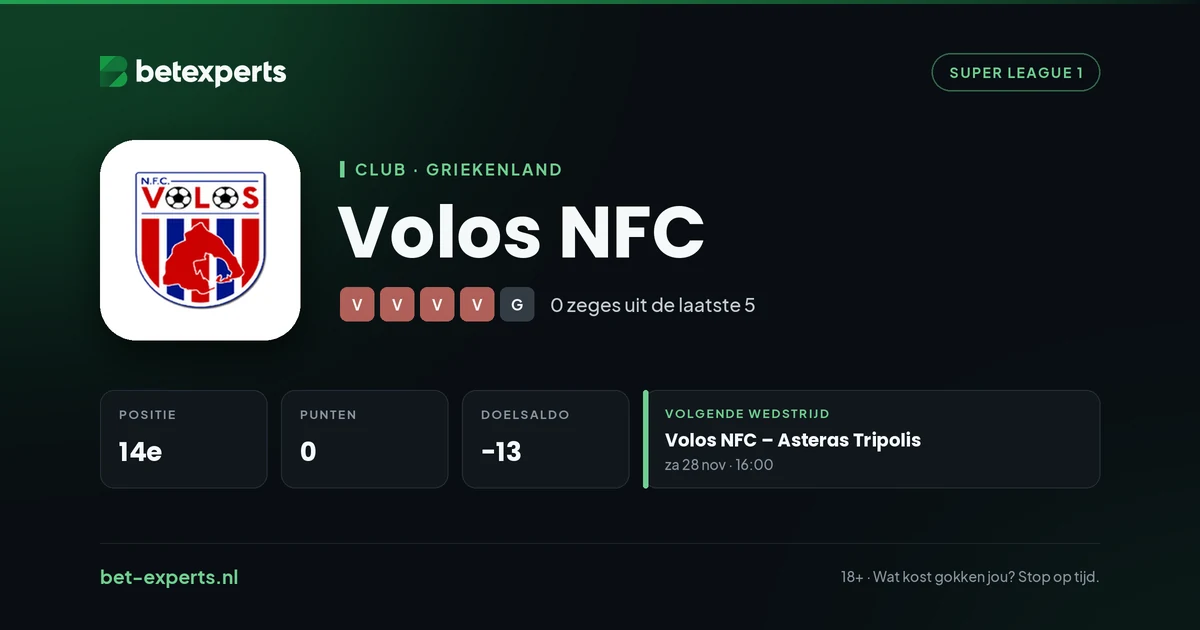 betexperts
SUPER LEAGUE 1
N.F.C.
VOLOS
CLUB · GRIEKENLAND
Volos NFC
V V V V G 0 zeges uit de laatste 5
POSITIE
14e
PUNTEN
0
DOELSALDO
-13
VOLGENDE WEDSTRIJD
Volos NFC – Asteras Tripolis
za 28 nov · 16:00
bet-experts.nl
18+ · Wat kost gokken jou? Stop op tijd.